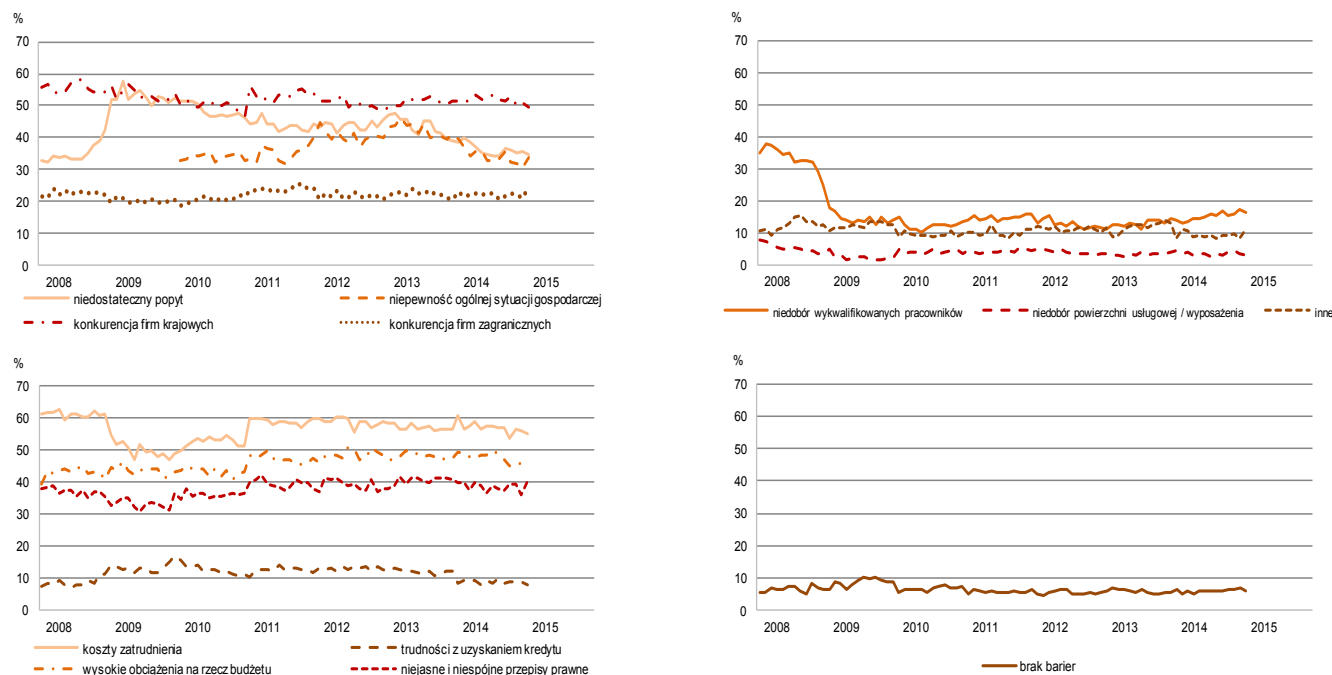 %
70
60
50
40
30
20
10
0
2008 2009 2010 2011 2012 2013 2014 2015
niedostateczny popyt
niepewność ogólnej sytuacji gospodarczej
konkurencja firm krajowych
konkurencja firm zagranicznych
%
70
60
50
40
30
20
10
0
2008 2009 2010 2011 2012 2013 2014 2015
niedobór wykwalifikowanych pracowników
niedobór powierzchni usługowej / wyposażenia
inne
%
70
60
50
40
30
20
10
0
2008 2009 2010 2011 2012 2013 2014 2015
koszty zatrudnienia
trudności z uzyskaniem kredytu
wysokie obciążenia na rzecz budżetu
niejasne i niespójne przepisy prawne
%
70
60
50
40
30
20
10
0
2008 2009 2010 2011 2012 2013 2014 2015
brak barier